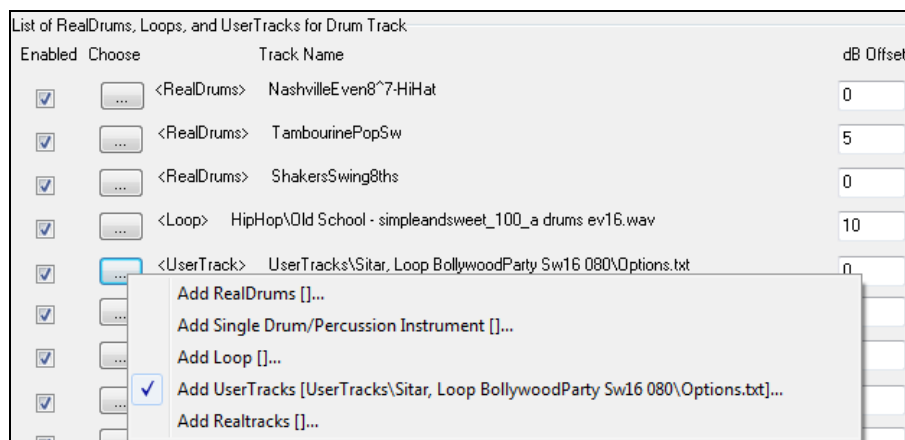 List of RealDrums, Loops, and UserTracks for Drum Track
Enabled Choose Track Name dB Offset
... <RealDrums> NashvilleEven8^7-HiHat 0
... <RealDrums> TambourinePopSw 5
... <RealDrums> ShakersSwing8ths 0
... <Loop> HipHop\Old School - simpleandsweet_100_a drums ev16.wav 10
... <UserTrack> UserTracks\Sitar, Loop BollywoodParty Sw16 080\Options.txt 0
Add RealDrums []...
Add Single Drum/Percussion Instrument []...
Add Loop []...
Add UserTracks [UserTracks\Sitar, Loop BollywoodParty Sw16 080\Options.txt]...
Add Realtracks []...